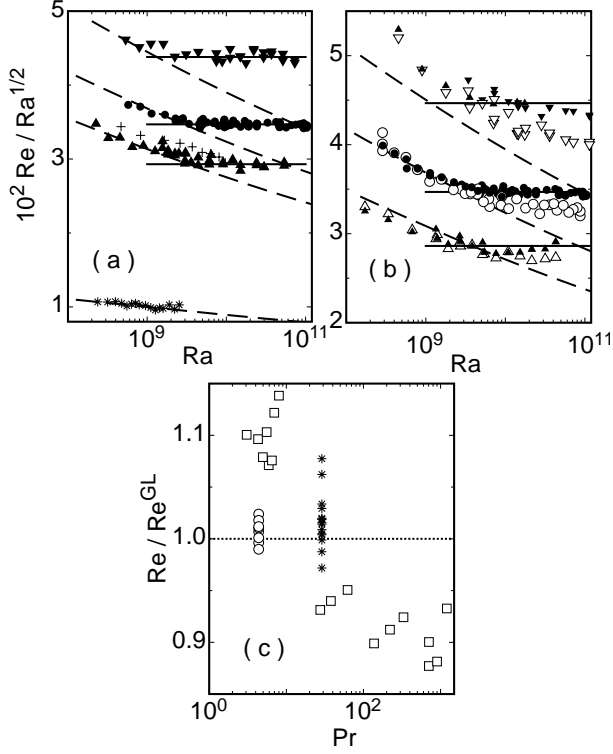 10² Re / Ra^1/2
5
3
1
( a )
10⁹
10¹¹
Ra
5
4
3
2
( b )
10⁹
10¹¹
Ra
Re / Re^GL
1.1
1.0
0.9
( c )
10⁰
10²
Pr